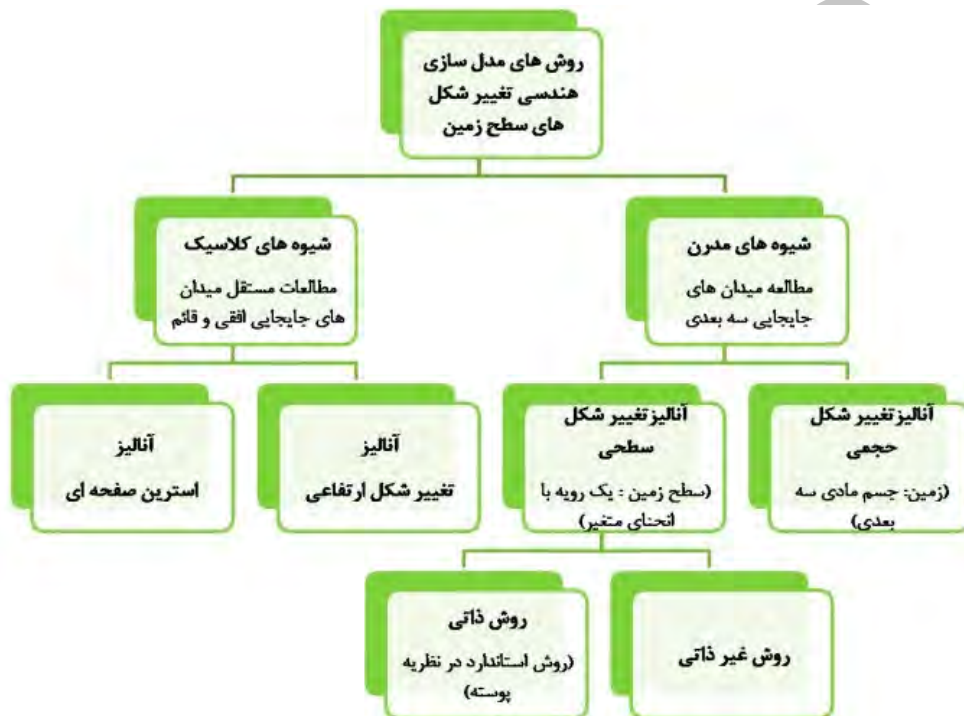 روش های مدل سازی
هندسی تغییر شکل
های سطح زمین
شیوه های مدرن
مطالعه میدان های
جابجایی سه بعدی
شیوه های کلاسیک
مطالعات مستقل میدان
های جابجایی افقی و قائم
آنالیز تغییر شکل
حجمی
(زمین: جسم مادی سه
بعدی)
آنالیز تغییر شکل
سطحی
(سطح زمین : یک رویه با
انحنای متغیر)
آنالیز
تغییر شکل ارتفاعی
آنالیز
استرین صفحه ای
روش غیر ذاتی
روش ذاتی
(روش استاندارد در نظریه
پوسته)